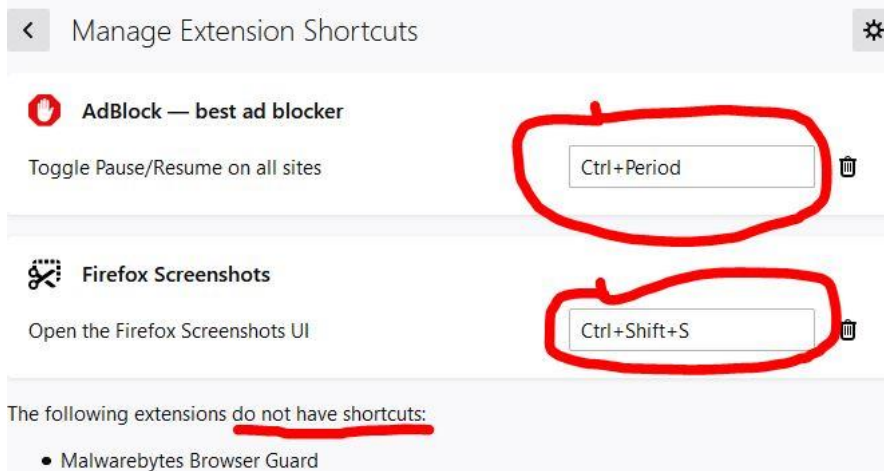 Manage Extension Shortcuts
AdBlock — best ad blocker
Toggle Pause/Resume on all sites
Ctrl+Period
Firefox Screenshots
Open the Firefox Screenshots UI
Ctrl+Shift+S
The following extensions do not have shortcuts:
• Malwarebytes Browser Guard